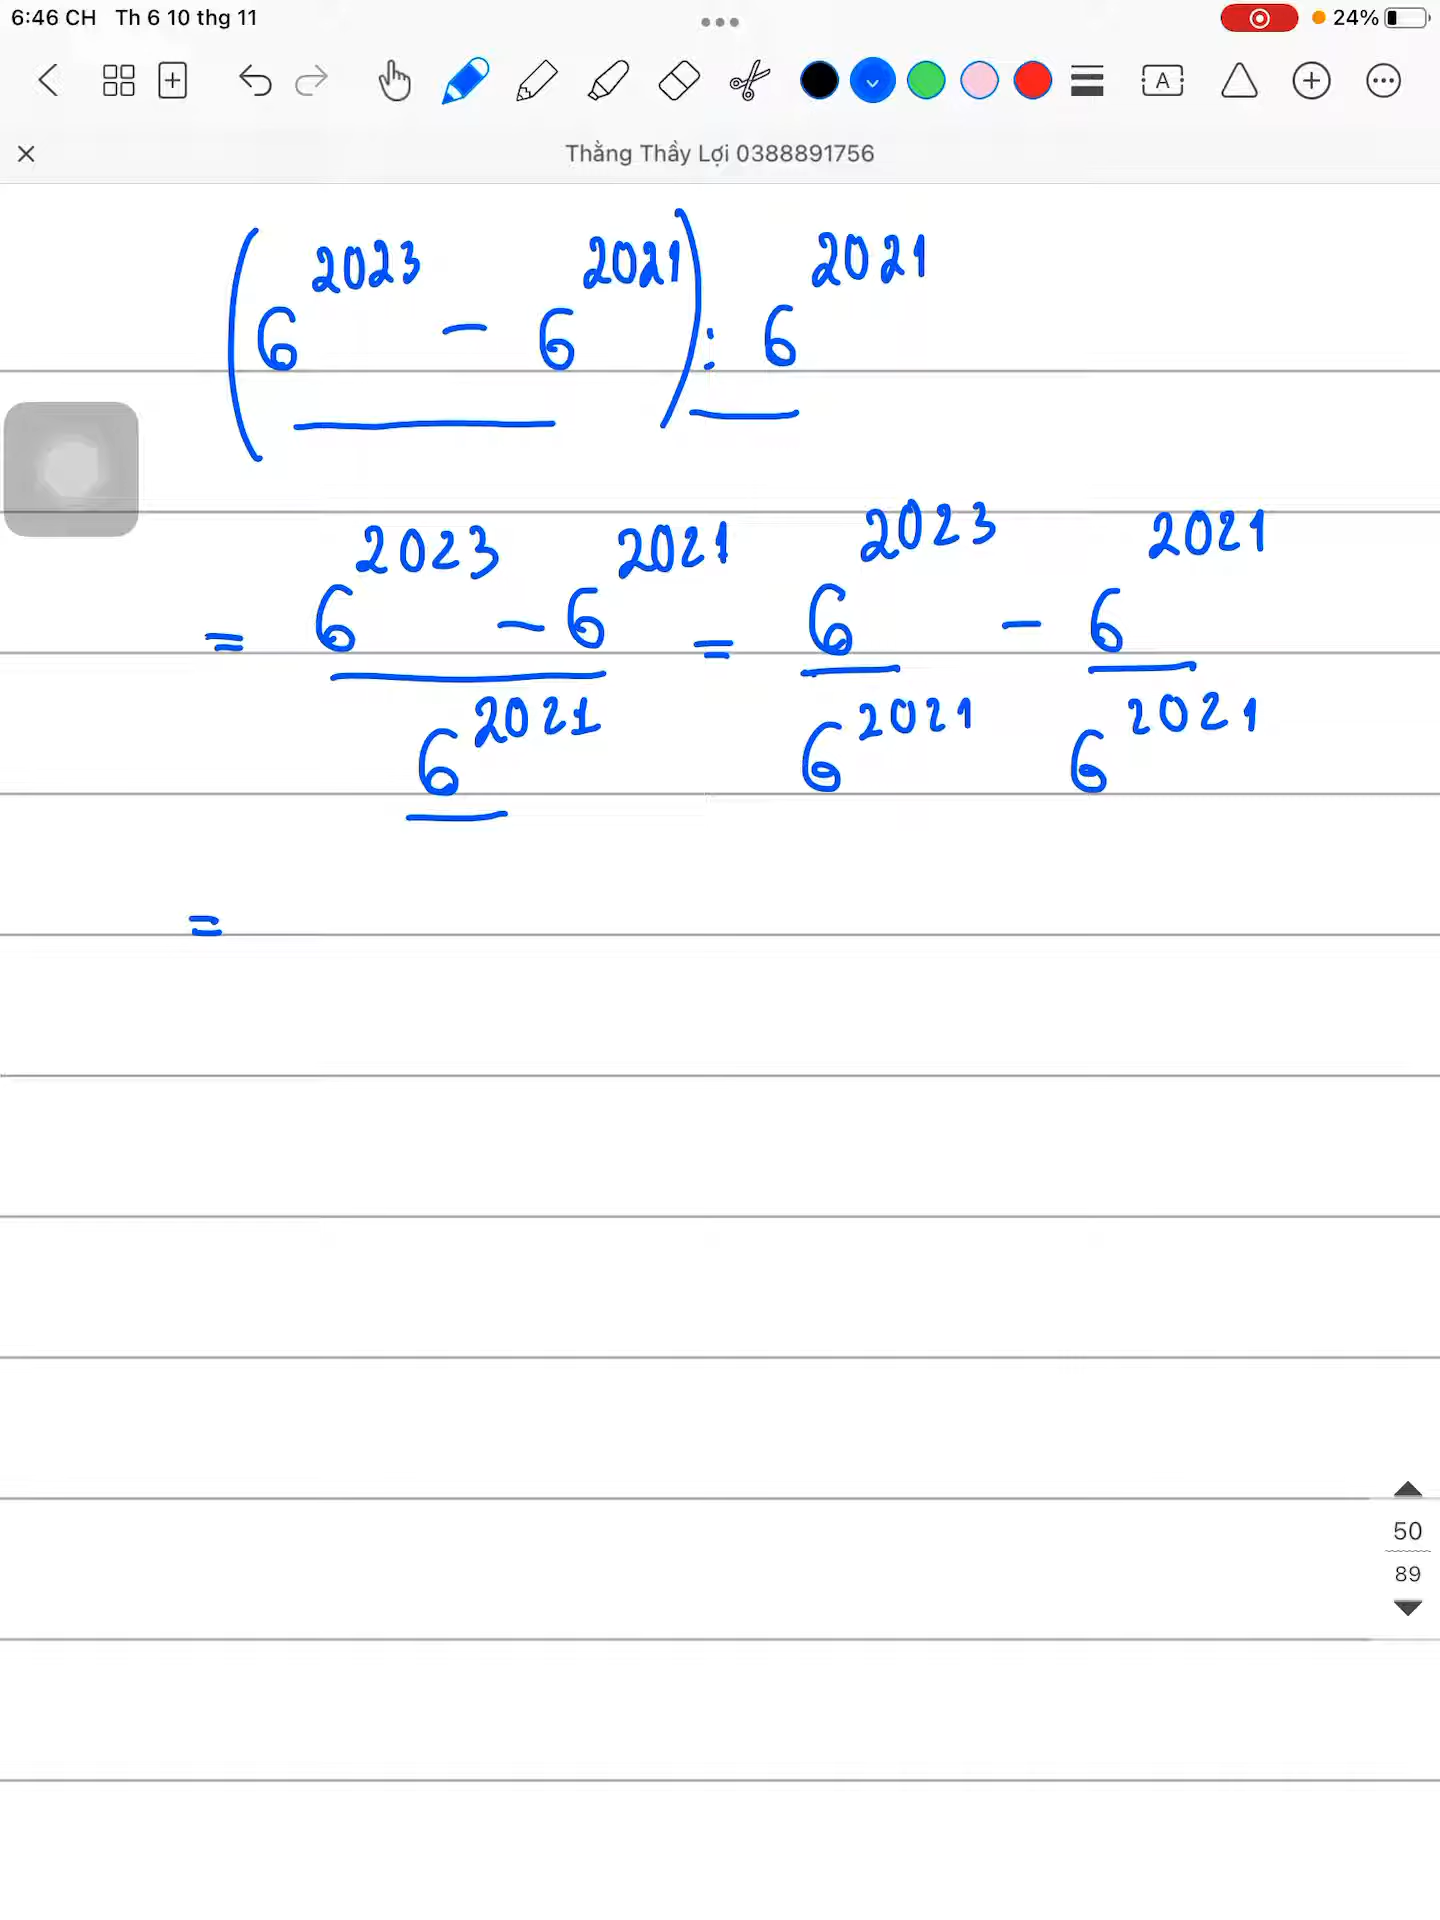 6:46 CH Th 6 10 thg 11
24%
A
Thằng Thầy Lợi 0388891756
(6^2023 - 6^2021) : 6^2021
= (6^2023 - 6^2021)/6^2021 = 6^2023/6^2021 - 6^2021/6^2021
=
50
89